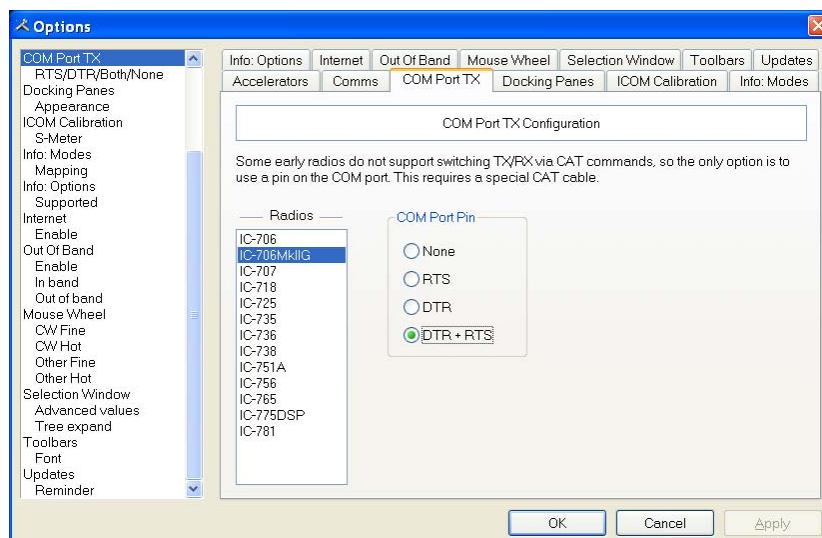 Options
COM Port TX
RTS/DTR/Both/None
Docking Panes
Appearance
ICOM Calibration
S-Meter
Info: Modes
Mapping
Info: Options
Supported
Internet
Enable
Out Of Band
Enable
In band
Out of band
Mouse Wheel
CW Fine
CW Hot
Other Fine
Other Hot
Selection Window
Advanced values
Tree expand
Toolbars
Font
Updates
Reminder
Info: Options Internet Out Of Band Mouse Wheel Selection Window Toolbars Updates
Accelerators Comms COM Port TX Docking Panes ICOM Calibration Info: Modes
COM Port TX Configuration
Some early radios do not support switching TX/RX via CAT commands, so the only option is to
use a pin on the COM port. This requires a special CAT cable.
Radios
IC-706
IC-706MkIIG
IC-707
IC-718
IC-725
IC-735
IC-736
IC-738
IC-751A
IC-756
IC-765
IC-775DSP
IC-781
COM Port Pin
None
RTS
DTR
DTR + RTS
OK Cancel Apply